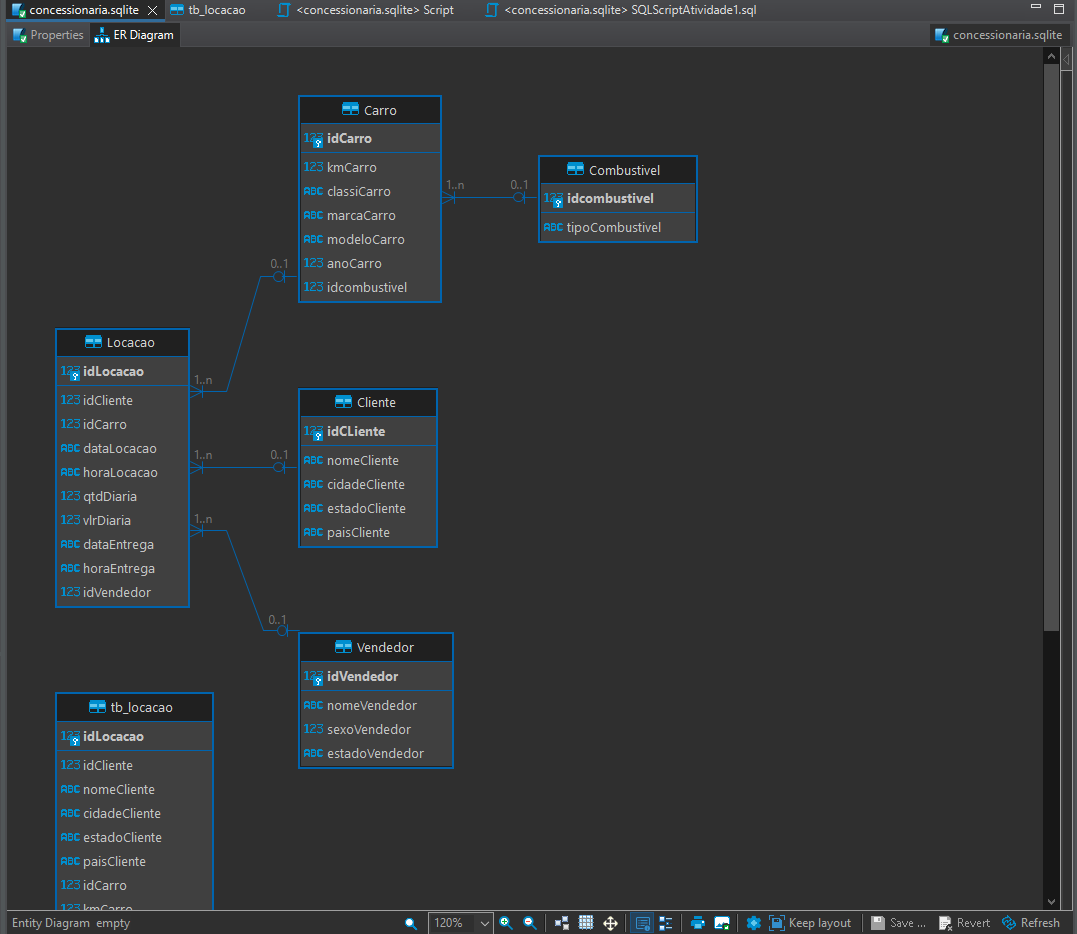 concessionaria.sqlite
tb_locacao
<concessionaria.sqlite> Script
<concessionaria.sqlite> SQLScriptAtividade1.sql
Properties
ER Diagram
concessionaria.sqlite
Carro
123 idCarro
123 kmCarro
ABC classiCarro
ABC marcaCarro
ABC modeloCarro
123 anoCarro
123 idcombustivel
1..n
0..1
Combustivel
123 idcombustivel
ABC tipoCombustivel
0..1
Locacao
123 idLocacao
123 idCliente
123 idCarro
ABC dataLocacao
ABC horaLocacao
123 qtdDiaria
123 vlrDiaria
ABC dataEntrega
ABC horaEntrega
123 idVendedor
1..n
1..n
0..1
1..n
0..1
Cliente
123 idCLiente
ABC nomeCliente
ABC cidadeCliente
ABC estadoCliente
ABC paisCliente
Vendedor
123 idVendedor
ABC nomeVendedor
123 sexoVendedor
ABC estadoVendedor
tb_locacao
123 idLocacao
123 idCliente
ABC nomeCliente
ABC cidadeCliente
ABC estadoCliente
ABC paisCliente
123 idCarro
123 kmCarro
Entity Diagram empty
120%
Keep layout
Save ...
Revert
Refresh